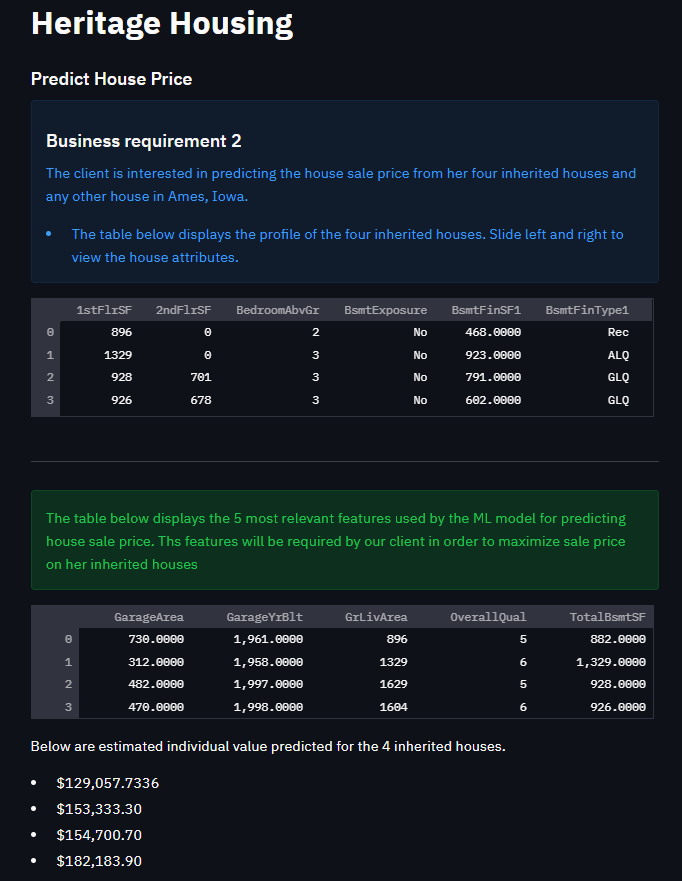 Heritage Housing
Predict House Price
Business requirement 2
The client is interested in predicting the house sale price from her four inherited houses and
any other house in Ames, Iowa.
• The table below displays the profile of the four inherited houses. Slide left and right to
view the house attributes.
1stFlrSF 2ndFlrSF BedroomAbvGr BsmtExposure BsmtFinSF1 BsmtFinType1
0 896 0 2 No 468.0000 Rec
1 1329 0 3 No 923.0000 ALQ
2 928 701 3 No 791.0000 GLQ
3 926 678 3 No 602.0000 GLQ
The table below displays the 5 most relevant features used by the ML model for predicting
house sale price. Ths features will be required by our client in order to maximize sale price
on her inherited houses
GarageArea GarageYrBlt GrLivArea OverallQual TotalBsmtSF
0 730.0000 1,961.0000 896 5 882.0000
1 312.0000 1,958.0000 1329 6 1,329.0000
2 482.0000 1,997.0000 1629 5 928.0000
3 470.0000 1,998.0000 1604 6 926.0000
Below are estimated individual value predicted for the 4 inherited houses.
• $129,057.7336
• $153,333.30
• $154,700.70
• $182,183.90